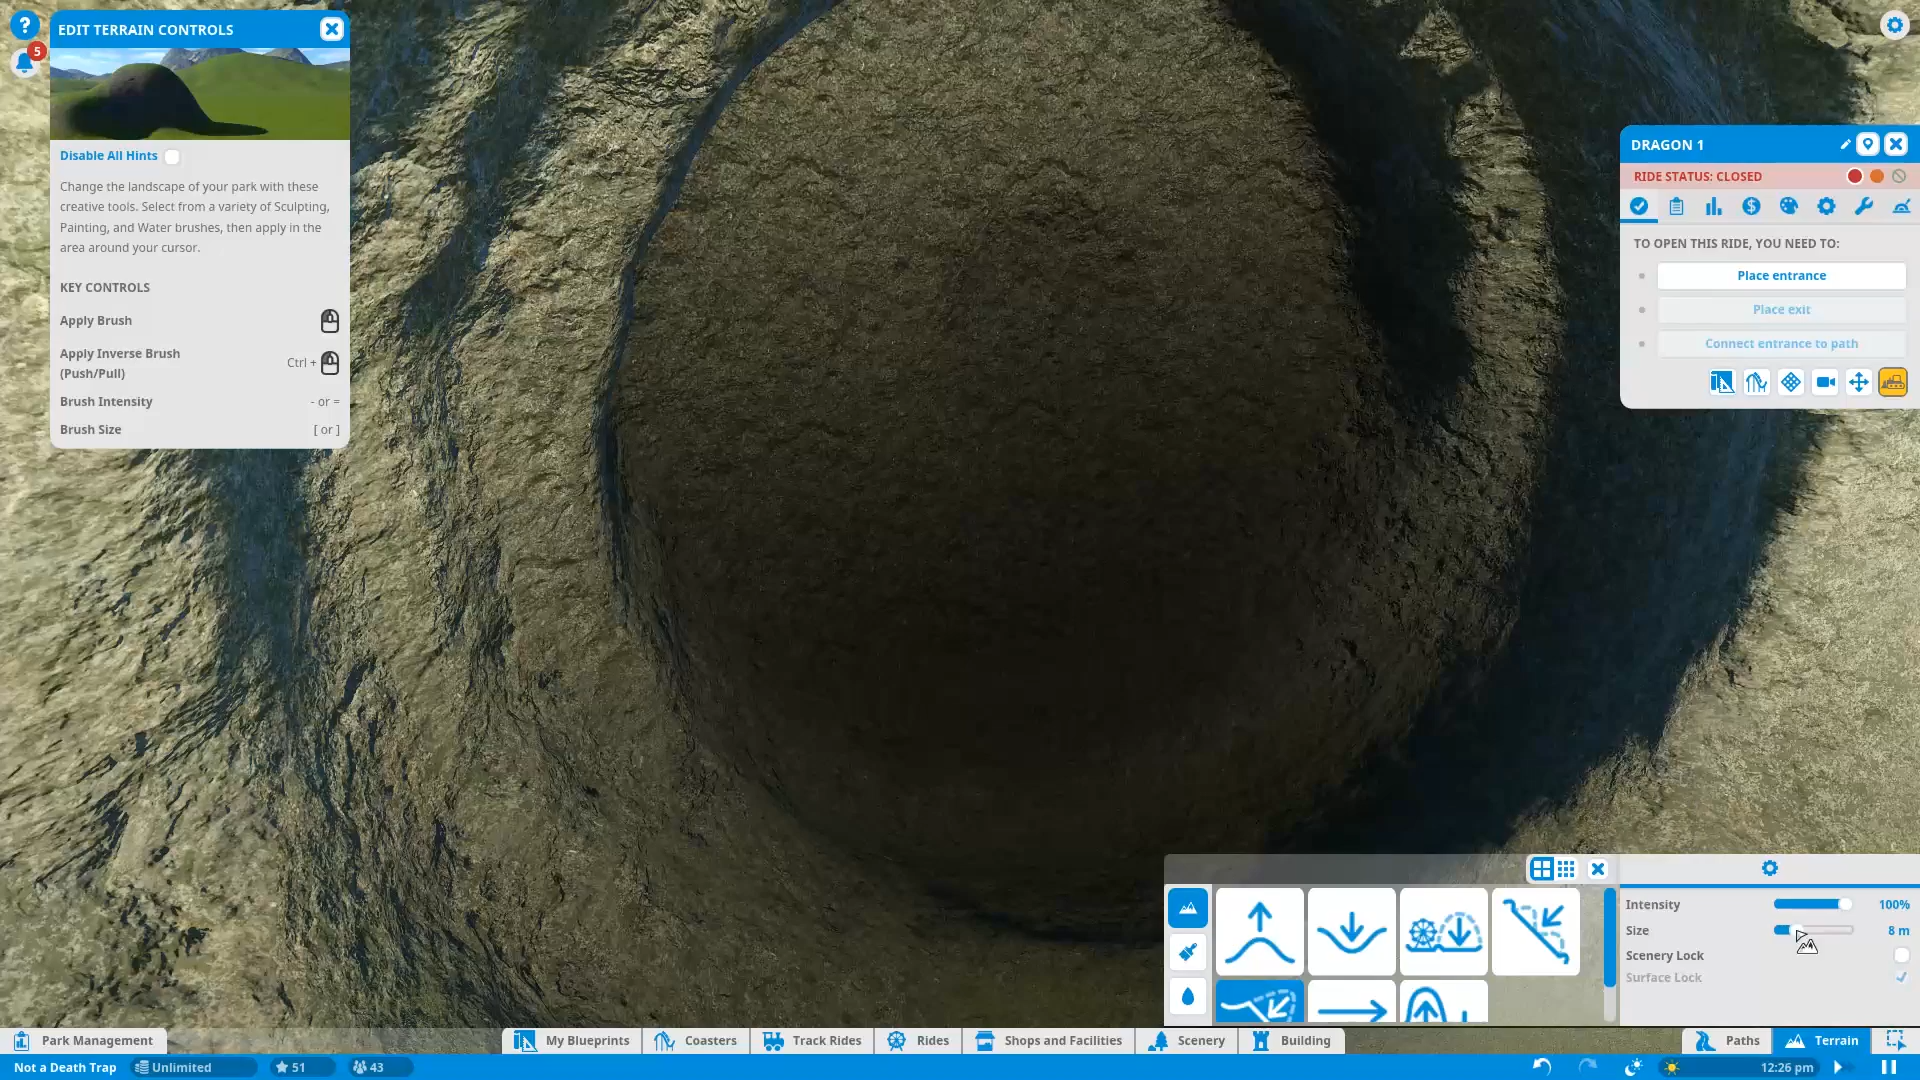 ?
5
EDIT TERRAIN CONTROLS
Disable All Hints
Change the landscape of your park with these
creative tools. Select from a variety of Sculpting,
Painting, and Water brushes, then apply in the
area around your cursor.
KEY CONTROLS
Apply Brush
Apply Inverse Brush
(Push/Pull)
Ctrl +
Brush Intensity
- or =
Brush Size
[ or ]
DRAGON 1
RIDE STATUS: CLOSED
TO OPEN THIS RIDE, YOU NEED TO:
Place entrance
Place exit
Connect entrance to path
Intensity
100%
Size
8 m
Scenery Lock
Surface Lock
Park Management
My Blueprints
Coasters
Track Rides
Rides
Shops and Facilities
Scenery
Building
Paths
Terrain
Not a Death Trap
Unlimited
51
43
12:26 pm